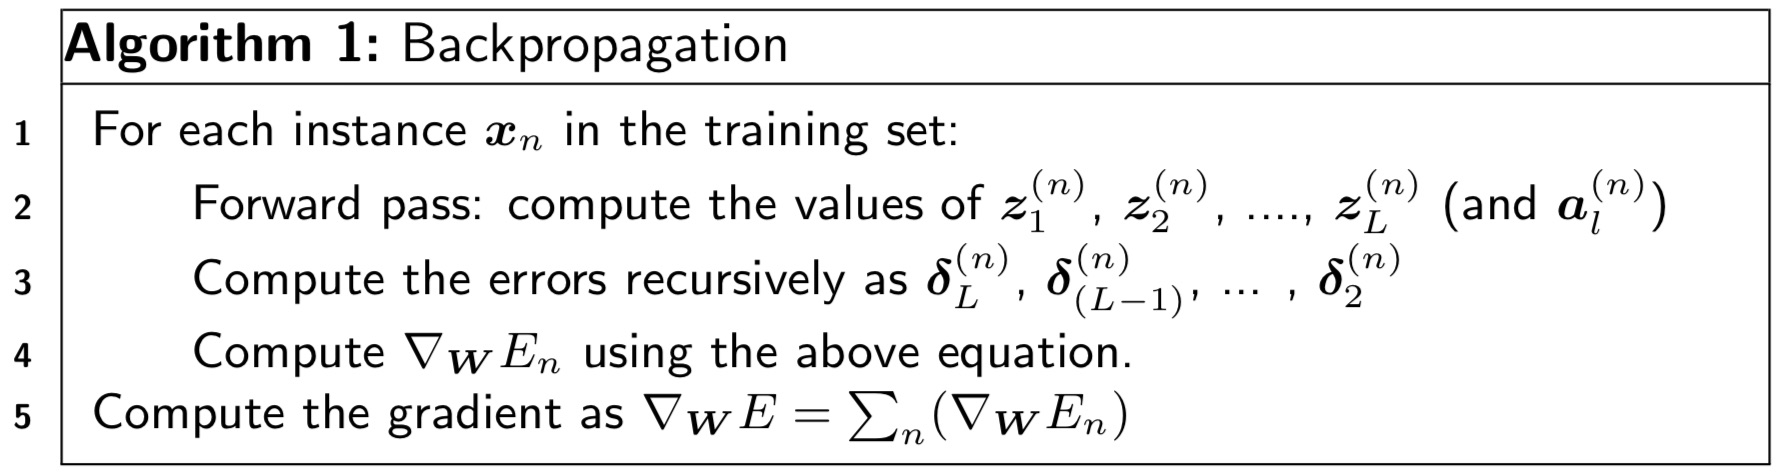 Algorithm 1: Backpropagation
1 For each instance $\boldsymbol{x}_n$ in the training set:
2 Forward pass: compute the values of $\boldsymbol{z}_1^{(n)}$, $\boldsymbol{z}_2^{(n)}$, ...., $\boldsymbol{z}_L^{(n)}$ (and $\boldsymbol{a}_l^{(n)}$)
3 Compute the errors recursively as $\boldsymbol{\delta}_L^{(n)}$, $\boldsymbol{\delta}_{(L-1)}^{(n)}$, ... , $\boldsymbol{\delta}_2^{(n)}$
4 Compute $\nabla_{\boldsymbol{W}} E_n$ using the above equation.
5 Compute the gradient as $\nabla_{\boldsymbol{W}} E = \sum_n (\nabla_{\boldsymbol{W}} E_n)$